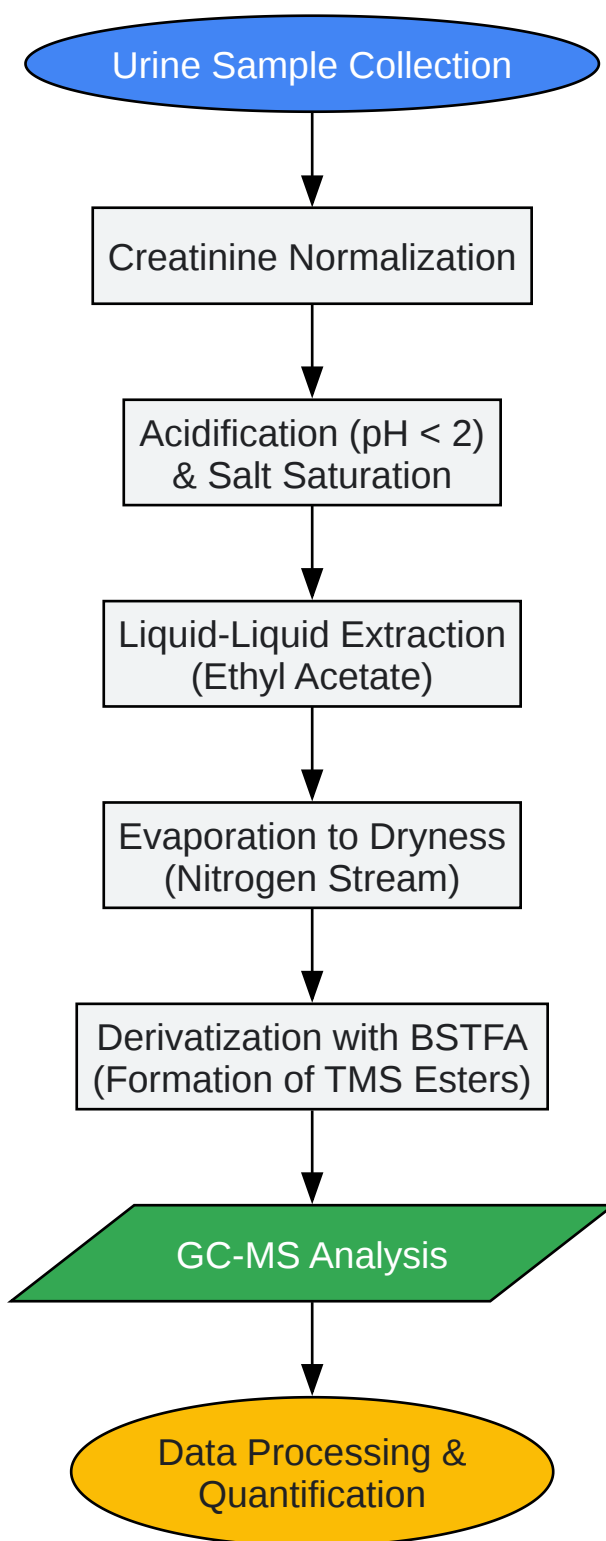 Urine Sample Collection
Creatinine Normalization
Acidification (pH < 2)
& Salt Saturation
Liquid-Liquid Extraction
(Ethyl Acetate)
Evaporation to Dryness
(Nitrogen Stream)
Derivatization with BSTFA
(Formation of TMS Esters)
GC-MS Analysis
Data Processing &
Quantification